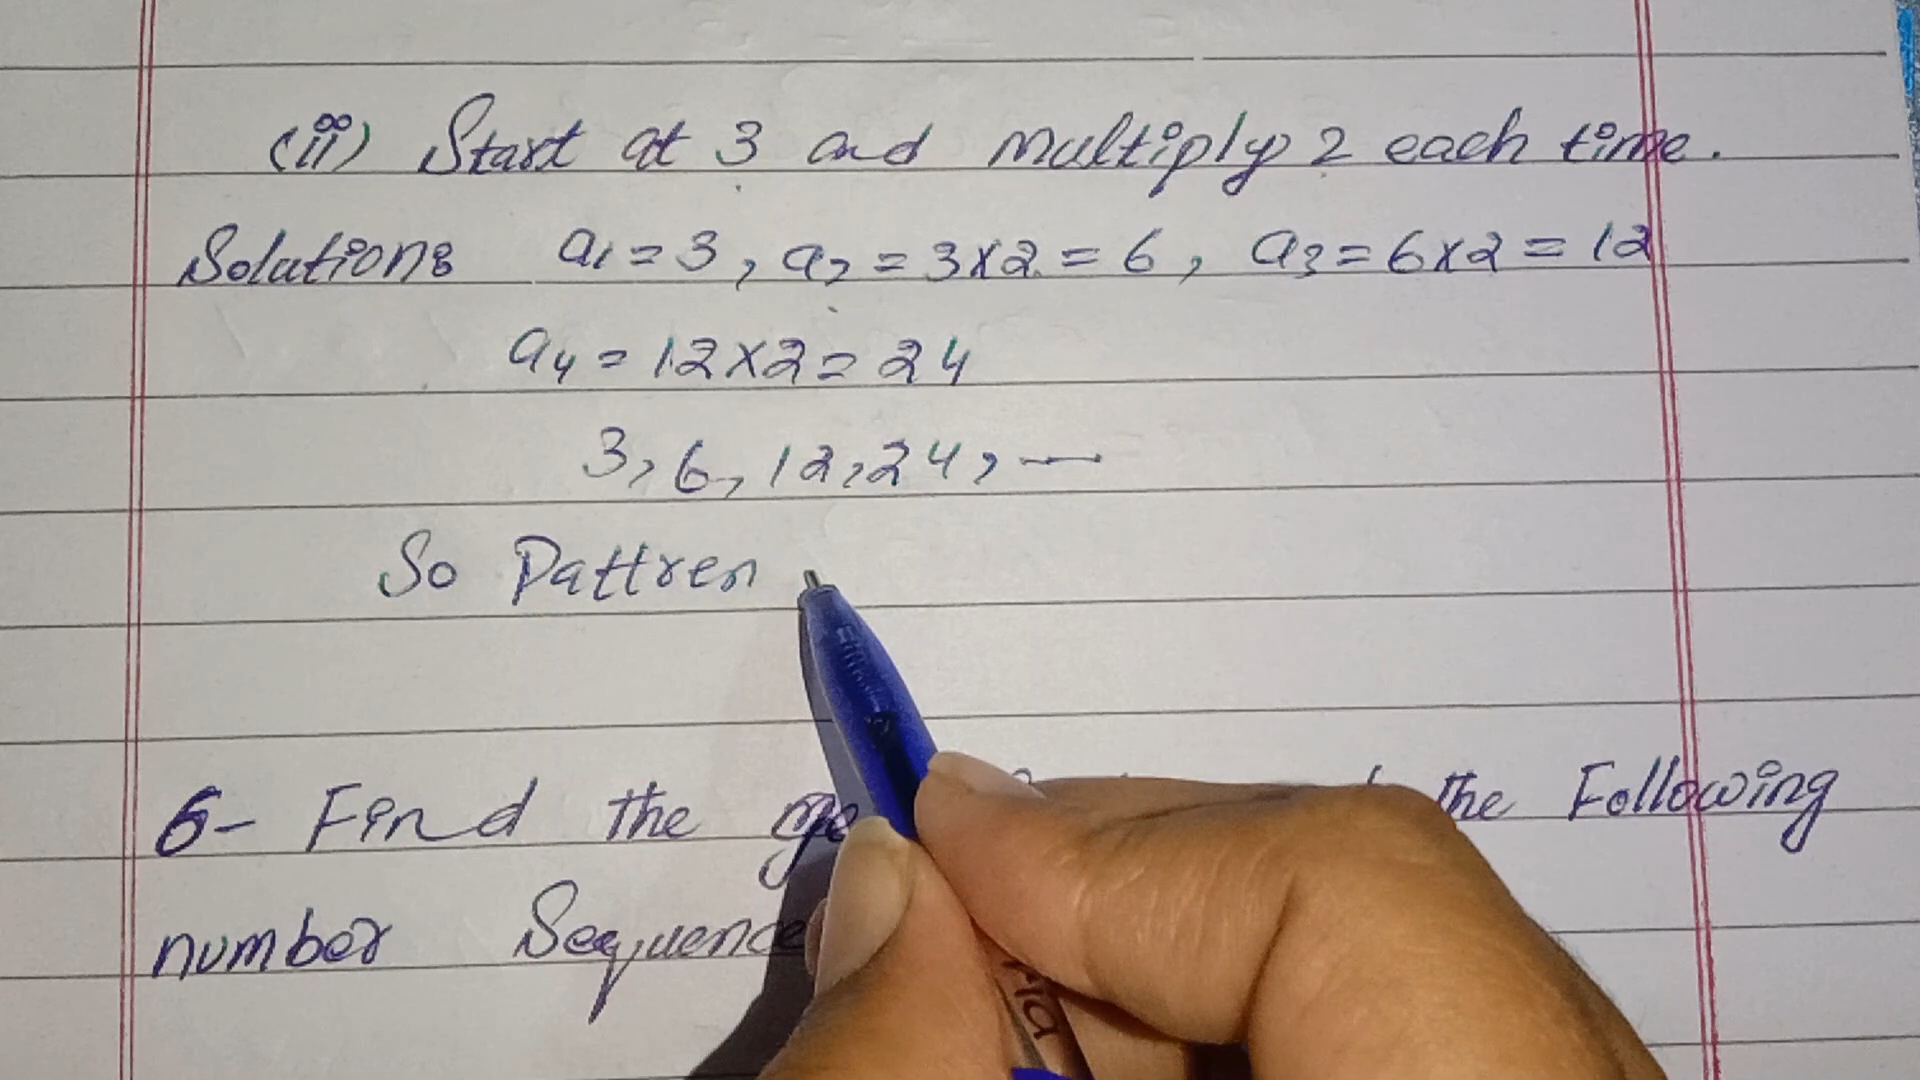 (ii) Start at 3 and multiply 2 each time.
Solution: a1 = 3, a2 = 3x2 = 6, a3 = 6x2 = 12
a4 = 12x2 = 24
3, 6, 12, 24, —
So Pattren
6- Find the the Following
number Sequence